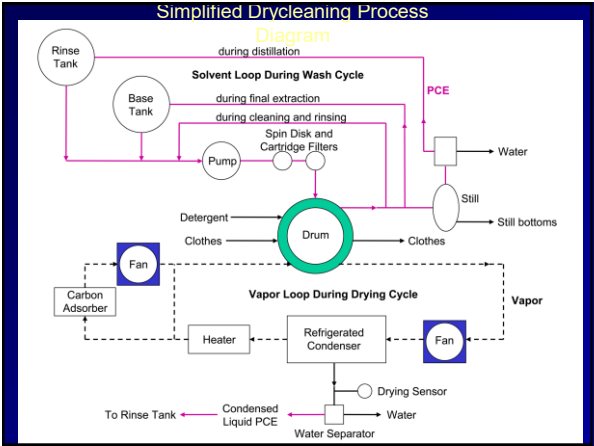 Simplified Drycleaning Process
Diagram
Rinse
Tank
during distillation
Solvent Loop During Wash Cycle
PCE
Base
Tank
during final extraction
during cleaning and rinsing
Spin Disk and
Cartridge Filters
Pump
Water
Still
Still bottoms
Detergent
Clothes
Drum
Clothes
Fan
Carbon
Adsorber
Vapor Loop During Drying Cycle
Vapor
Heater
Refrigerated
Condenser
Fan
Drying Sensor
To Rinse Tank
Condensed
Liquid PCE
Water
Water Separator